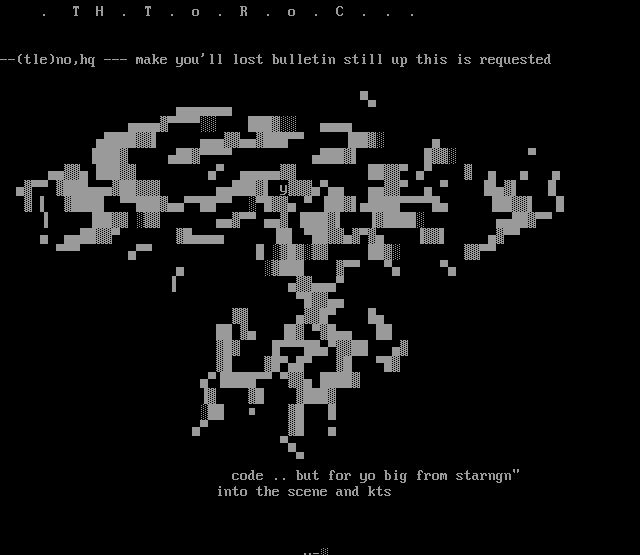 . T H . T . o . R . o . C . . .
--(tle)no,hq --- make you'll lost bulletin still up this is requested
y
code .. but for yo big from starngn"
into the scene and kts